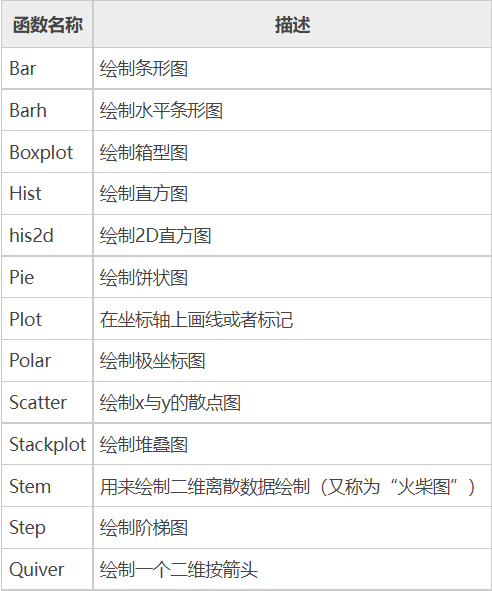 函数名称 描述
Bar 绘制条形图
Barh 绘制水平条形图
Boxplot 绘制箱型图
Hist 绘制直方图
his2d 绘制2D直方图
Pie 绘制饼状图
Plot 在坐标轴上画线或者标记
Polar 绘制极坐标图
Scatter 绘制x与y的散点图
Stackplot 绘制堆叠图
Stem 用来绘制二维离散数据绘制（又称为“火柴图”）
Step 绘制阶梯图
Quiver 绘制一个二维按箭头